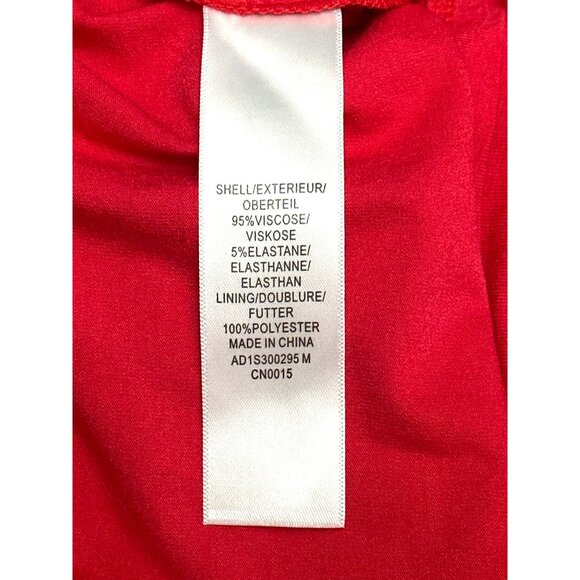 SHELL/EXTERIEUR/
OBERTEIL
95%VISCOSE/
VISKOSE
5%ELASTANE/
ELASTHANNE/
ELASTHAN
LINING/DOUBLURE/
FUTTER
100%POLYESTER
MADE IN CHINA
AD1S300295 M
CN0015